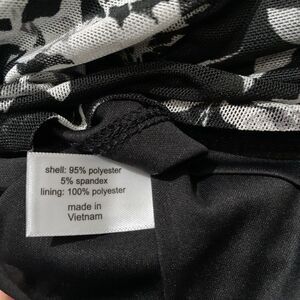 shell: 95% polyester
5% spandex
lining: 100% polyester
made in
Vietnam